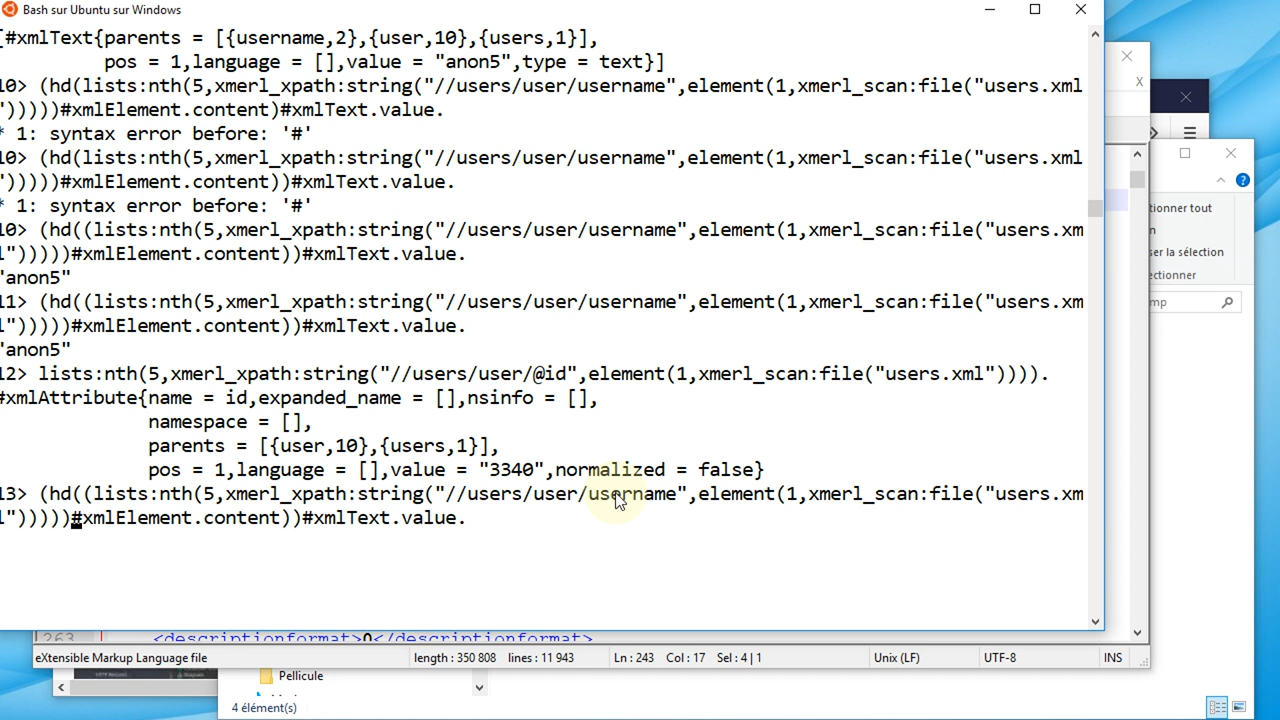 Bash sur Ubuntu sur Windows
[#xmlText{parents = [{username,2},{user,10},{users,1}],
pos = 1,language = [],value = "anon5",type = text}]
10> (hd(lists:nth(5,xmerl_xpath:string("//users/user/username",element(1,xmerl_scan:file("users.xml
")))))#xmlElement.content)#xmlText.value.
* 1: syntax error before: '#'
10> (hd(lists:nth(5,xmerl_xpath:string("//users/user/username",element(1,xmerl_scan:file("users.xml
")))))#xmlElement.content))#xmlText.value.
* 1: syntax error before: '#'
10> (hd((lists:nth(5,xmerl_xpath:string("//users/user/username",element(1,xmerl_scan:file("users.xm
l")))))#xmlElement.content))#xmlText.value.
"anon5"
11> (hd((lists:nth(5,xmerl_xpath:string("//users/user/username",element(1,xmerl_scan:file("users.xm
l")))))#xmlElement.content))#xmlText.value.
"anon5"
12> lists:nth(5,xmerl_xpath:string("//users/user/@id",element(1,xmerl_scan:file("users.xml")))).
#xmlAttribute{name = id,expanded_name = [],nsinfo = [],
namespace = [],
parents = [{user,10},{users,1}],
pos = 1,language = [],value = "3340",normalized = false}
13> (hd((lists:nth(5,xmerl_xpath:string("//users/user/username",element(1,xmerl_scan:file("users.xm
l")))))#xmlElement.content))#xmlText.value.
tionner tout
n
ser la sélection
ectionner
mp
263 <descriptionformat>0</descriptionformat>
eXtensible Markup Language file length : 350 808 lines : 11 943 Ln : 243 Col : 17 Sel : 4 | 1 Unix (LF) UTF-8 INS
Pellicule
4 élément(s)